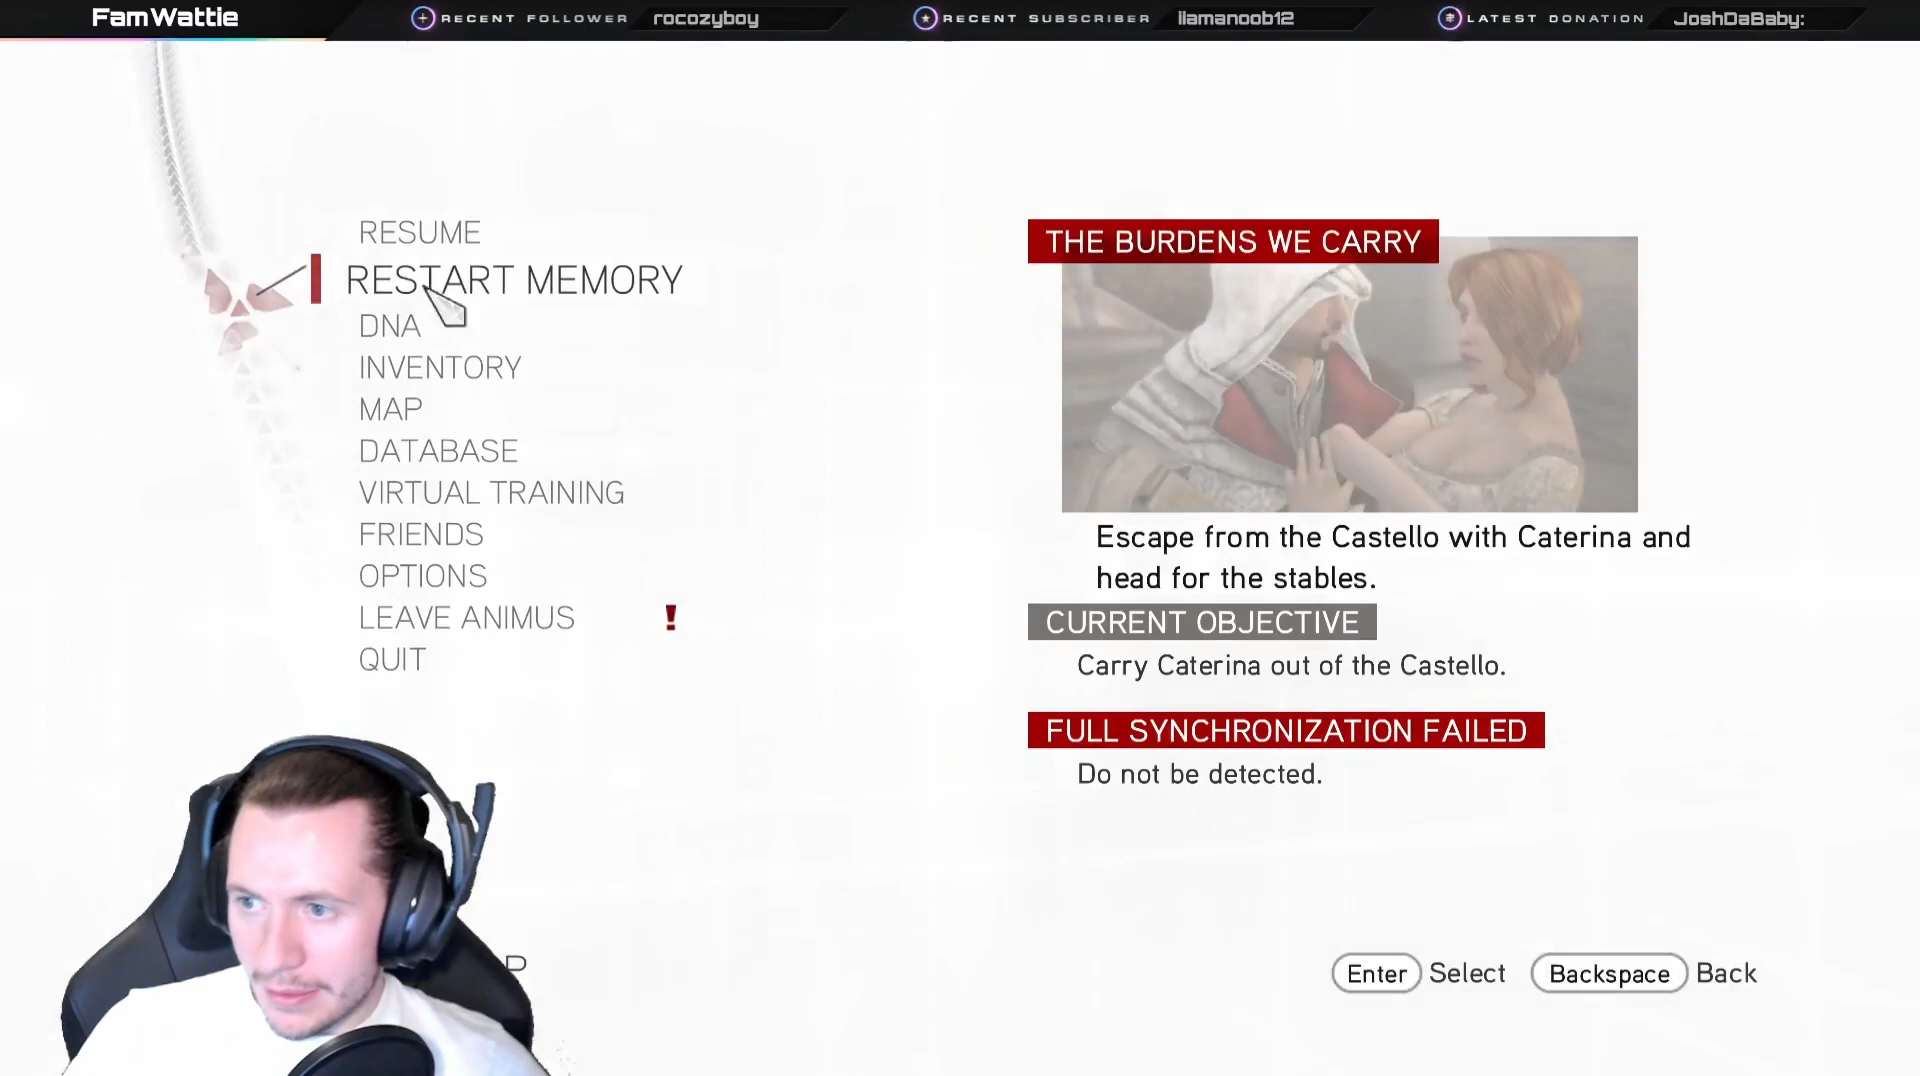 FamWattie
RECENT FOLLOWER rocozyboy
RECENT SUBSCRIBER llamanoob12
LATEST DONATION JoshDaBaby:
RESUME
RESTART MEMORY
DNA
INVENTORY
MAP
DATABASE
VIRTUAL TRAINING
FRIENDS
OPTIONS
LEAVE ANIMUS !
QUIT
THE BURDENS WE CARRY
Escape from the Castello with Caterina and
head for the stables.
CURRENT OBJECTIVE
Carry Caterina out of the Castello.
FULL SYNCHRONIZATION FAILED
Do not be detected.
Enter Select Backspace Back